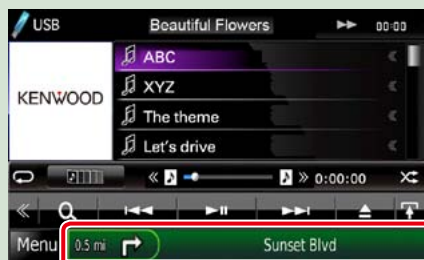 USB Beautiful Flowers 00:00
ABC
KENWOOD
XYZ
The theme
Let's drive
0:00:00
Menu 0.5 mi Sunset Blvd